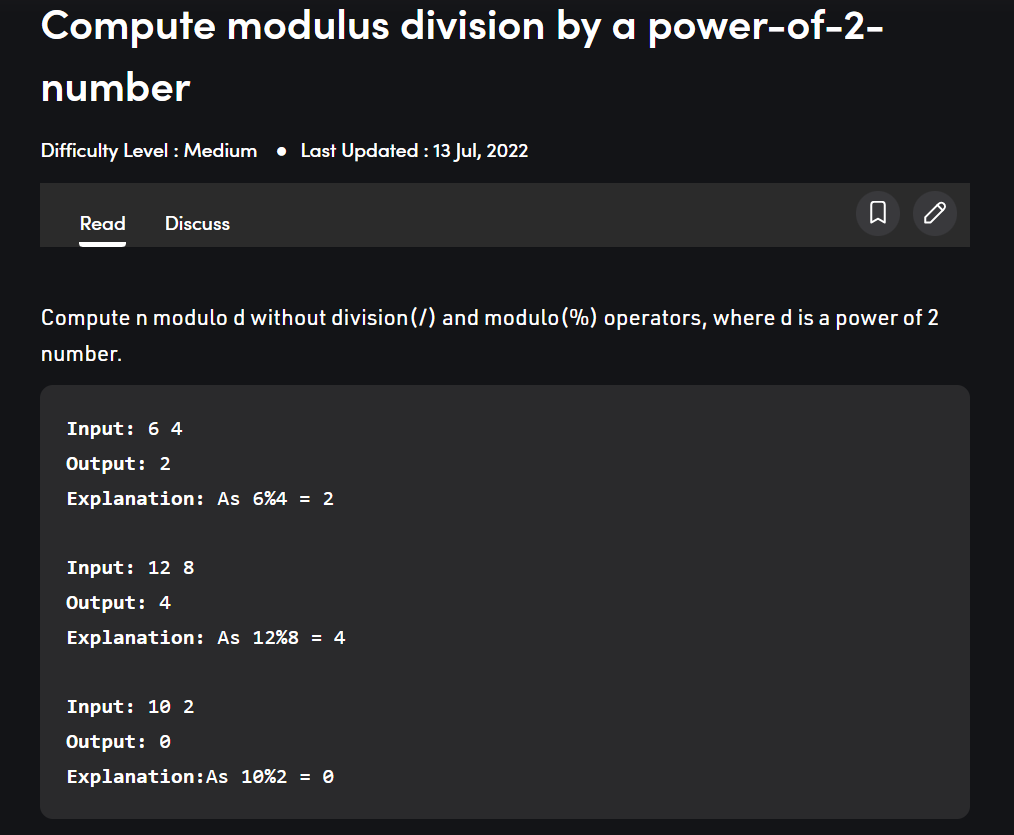 Compute modulus division by a power-of-2-
number
Difficulty Level : Medium ● Last Updated : 13 Jul, 2022
Read Discuss
Compute n modulo d without division(/) and modulo(%) operators, where d is a power of 2
number.
Input: 6 4
Output: 2
Explanation: As 6%4 = 2
Input: 12 8
Output: 4
Explanation: As 12%8 = 4
Input: 10 2
Output: 0
Explanation:As 10%2 = 0